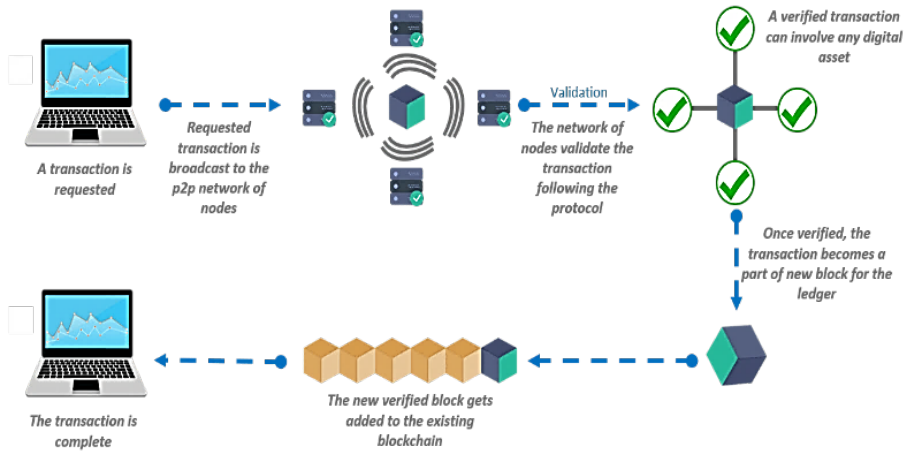 A transaction is
requested
Requested
transaction is
broadcast to the
p2p network of
nodes
Validation
The network of
nodes validate the
transaction
following the
protocol
A verified transaction
can involve any digital
asset
Once verified, the
transaction becomes a
part of new block for the
ledger
The new verified block gets
added to the existing
blockchain
The transaction is
complete